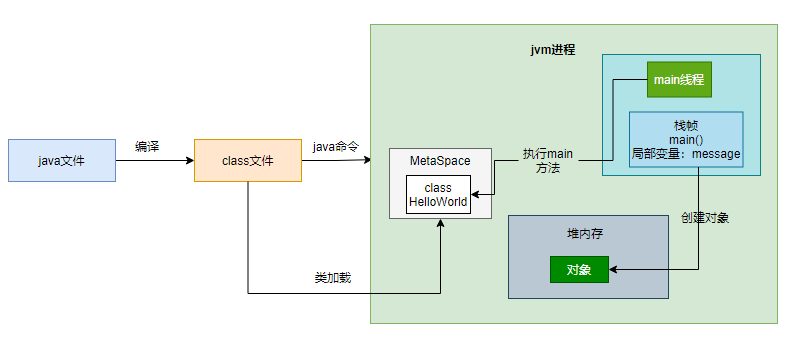 jvm进程
main线程
栈帧
main()
局部变量：message
java文件
编译
class文件
java命令
MetaSpace
class
HelloWorld
执行main
方法
创建对象
堆内存
对象
类加载